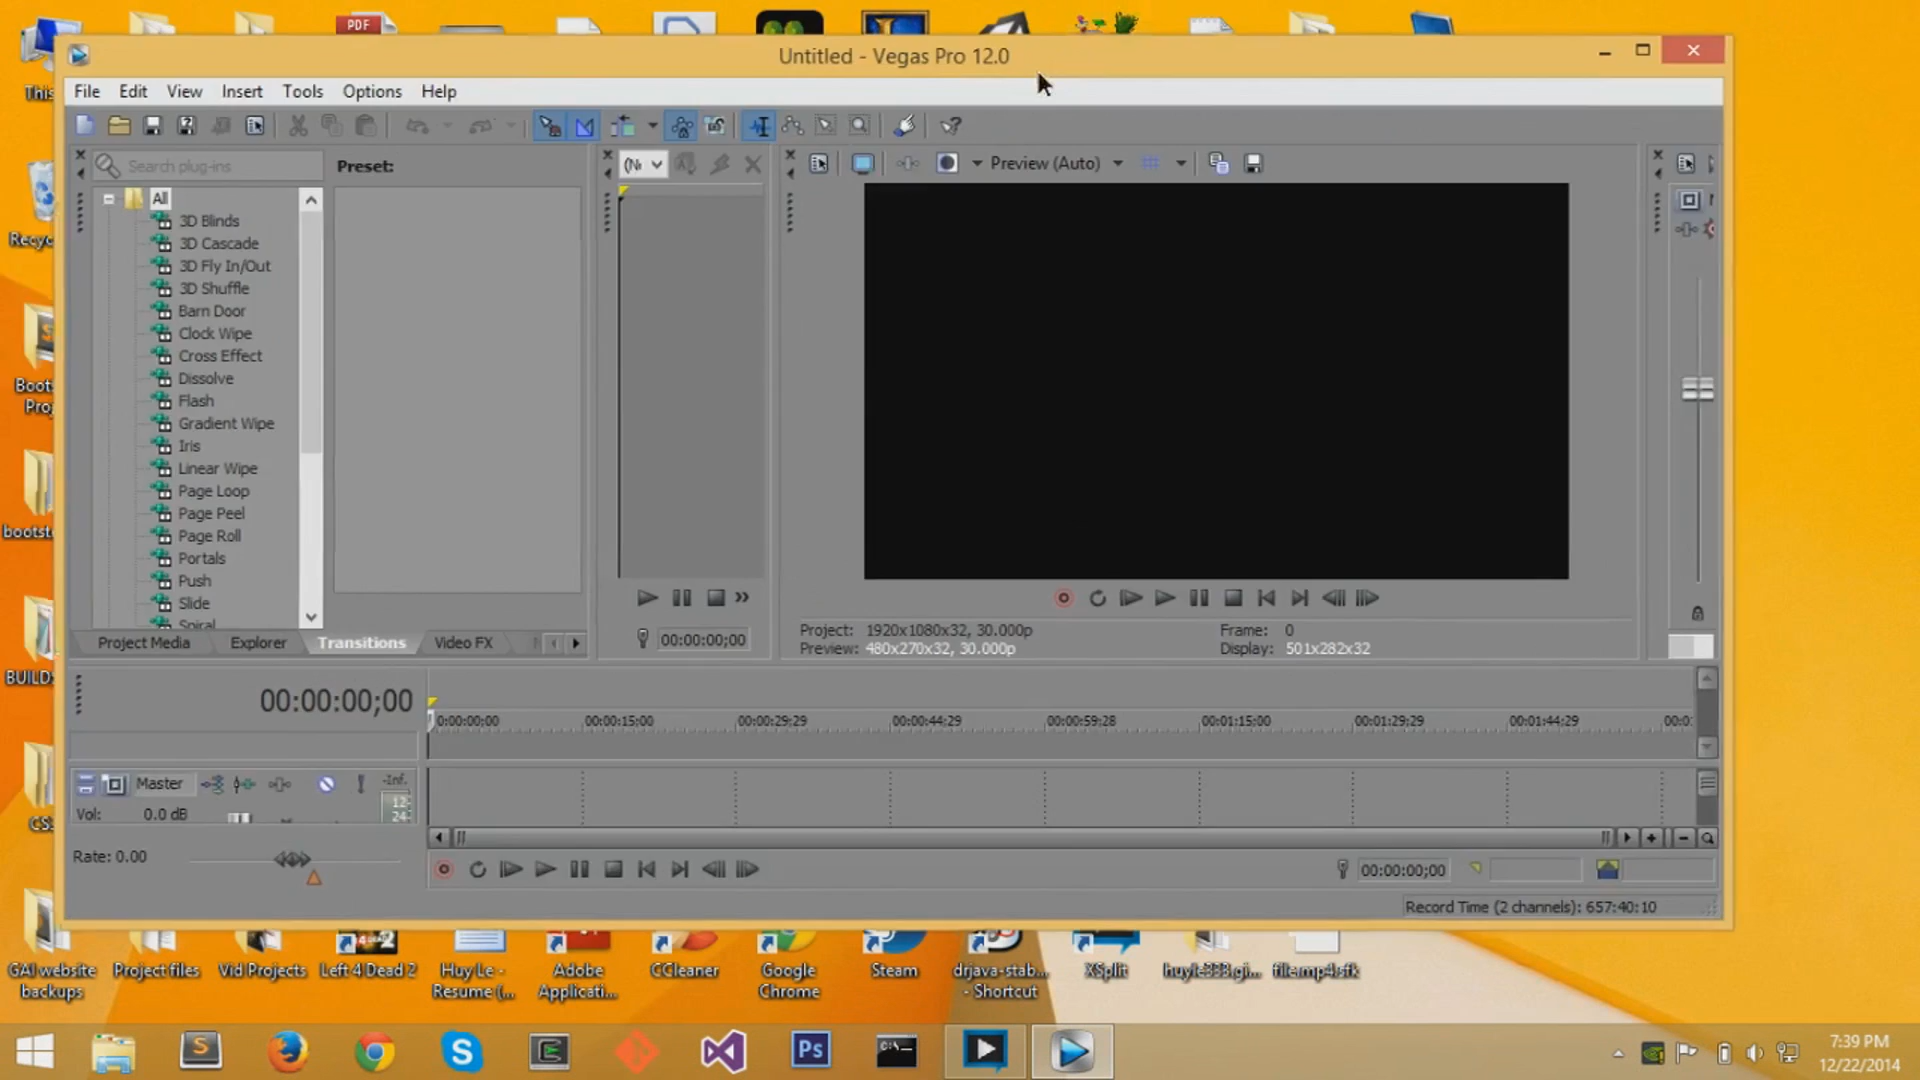 PDF
Untitled - Vegas Pro 12.0
This
File Edit View Insert Tools Options Help
Search plug-ins
Preset:
Preview (Auto)
All
3D Blinds
3D Cascade
3D Fly In/Out
3D Shuffle
Barn Door
Clock Wipe
Cross Effect
Dissolve
Flash
Gradient Wipe
Iris
Linear Wipe
Page Loop
Page Peel
Page Roll
Portals
Push
Slide
Spiral
Project Media Explorer Transitions Video FX
00:00:00;00
Project: 1920x1080x32, 30.000p
Preview: 480x270x32, 30.000p
Frame: 0
Display: 501x282x32
Recyc
Boots
Proj
bootst
BUILD
CS
00:00:00;00
0:00:00;00 00:00:15;00 00:00:29;29 00:00:44;29 00:00:59;28 00:01:15;00 00:01:29;29 00:01:44;29 00:0
Master
-Inf.
12
24
Vol: 0.0 dB
Rate: 0.00
00:00:00;00
Record Time (2 channels): 657:40:10
GAI website
backups
Project files
Vid Projects
Left 4 Dead 2
Huy Le -
Resume (...
Adobe
Applicati...
CCleaner
Google
Chrome
Steam
drjava-stab...
- Shortcut
XSplit
file.mp4.sfk
Ps
C:\
7:39 PM
12/22/2014